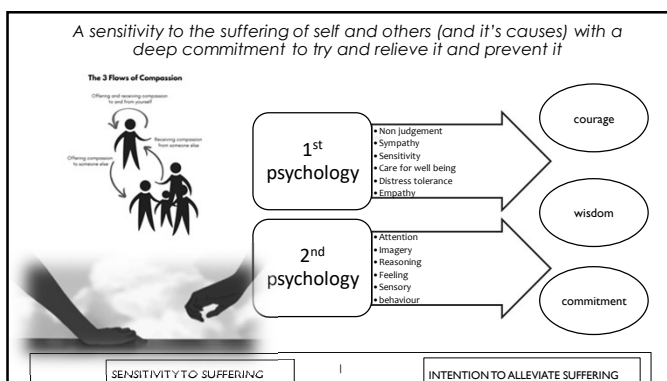 A sensitivity to the suffering of self and others (and it's causes) with a
deep commitment to try and relieve it and prevent it
The 3 Flows of Compassion
Offering and receiving compassion
to and from yourself
Receiving compassion
from someone else
Offering compassion
to someone else
1st
psychology
• Non judgement
• Sympathy
• Sensitivity
• Care for well being
• Distress tolerance
• Empathy
2nd
psychology
• Attention
• Imagery
• Reasoning
• Feeling
• Sensory
• behaviour
courage
wisdom
commitment
SENSITIVITY TO SUFFERING
INTENTION TO ALLEVIATE SUFFERING